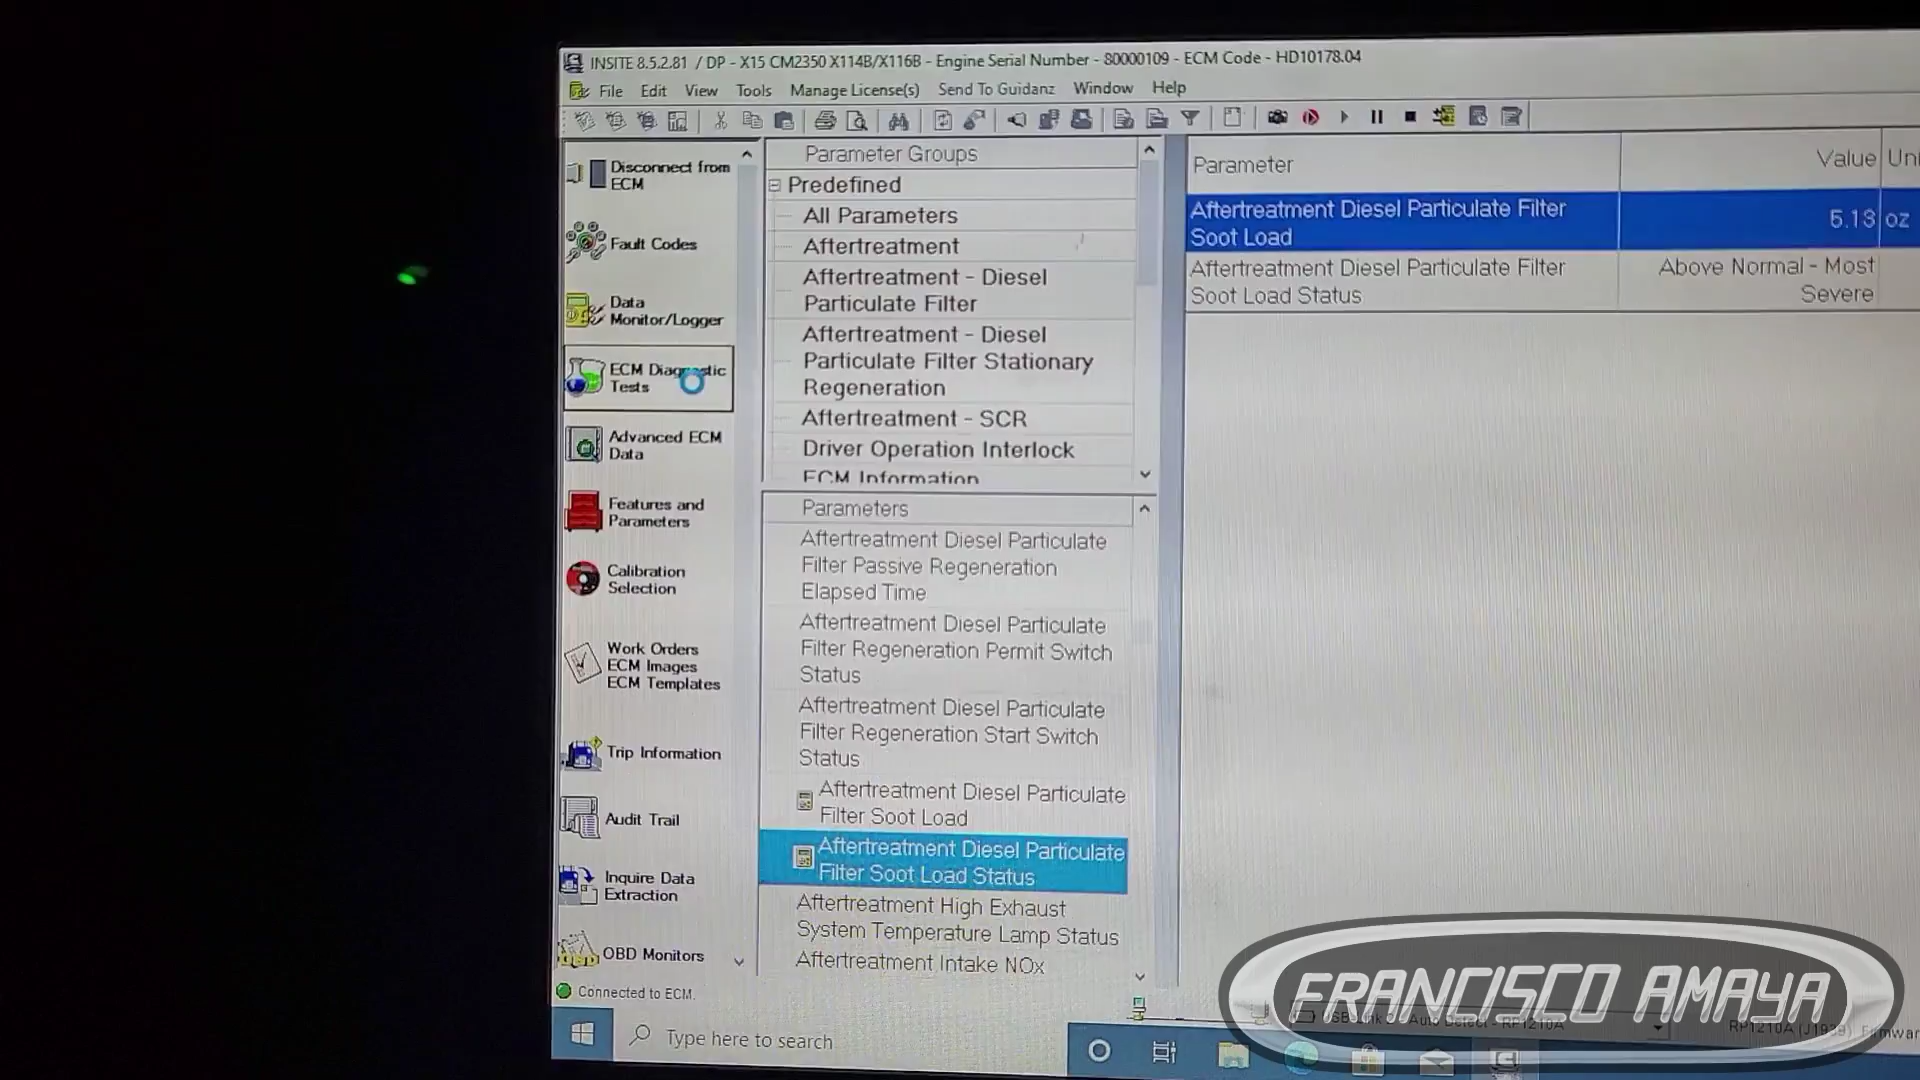 INSITE 8.5.2.81 / DP - X15 CM2350 X114B/X116B - Engine Serial Number - 80000109 - ECM Code - HD10178.04
File Edit View Tools Manage License(s) Send To Guidanz Window Help
Disconnect from
ECM
Fault Codes
Data
Monitor/Logger
ECM Diagnostic
Tests
Advanced ECM
Data
Features and
Parameters
Calibration
Selection
Work Orders
ECM Images
ECM Templates
Trip Information
Audit Trail
Inquire Data
Extraction
OBD Monitors
Connected to ECM.
Parameter Groups
Predefined
All Parameters
Aftertreatment
Aftertreatment - Diesel
Particulate Filter
Aftertreatment - Diesel
Particulate Filter Stationary
Regeneration
Aftertreatment - SCR
Driver Operation Interlock
ECM Information
Parameters
Aftertreatment Diesel Particulate
Filter Passive Regeneration
Elapsed Time
Aftertreatment Diesel Particulate
Filter Regeneration Permit Switch
Status
Aftertreatment Diesel Particulate
Filter Regeneration Start Switch
Status
Aftertreatment Diesel Particulate
Filter Soot Load
Aftertreatment Diesel Particulate
Filter Soot Load Status
Aftertreatment High Exhaust
System Temperature Lamp Status
Aftertreatment Intake NOx
Parameter Value Uni
Aftertreatment Diesel Particulate Filter
Soot Load
5.13 oz
Aftertreatment Diesel Particulate Filter
Soot Load Status
Above Normal - Most
Severe
Auto Detect - RP1210A
RP1210A (J1939)
Type here to search
FRANCISCO AMAYA